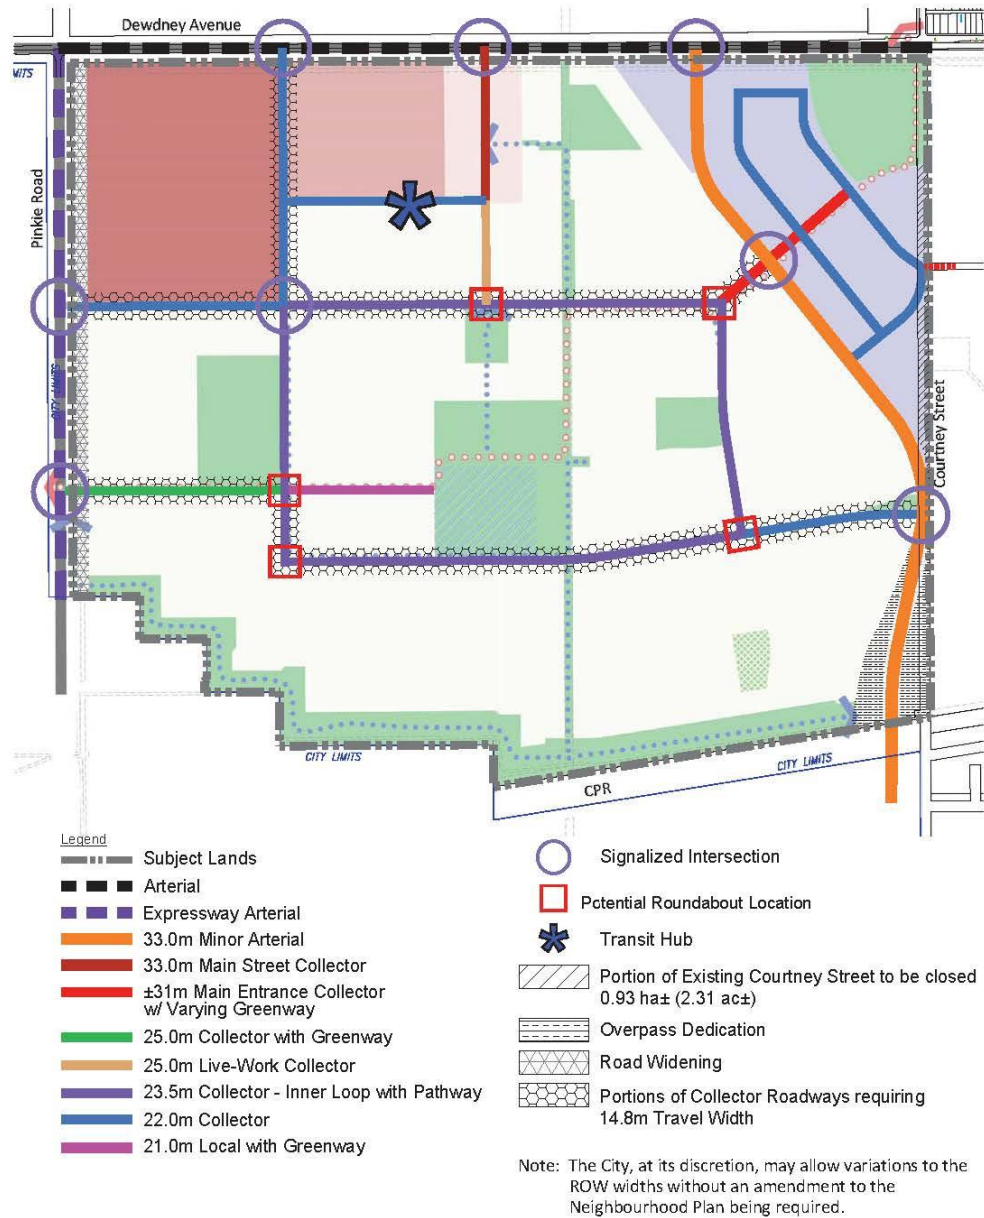 Dewdney Avenue
LIMITS
Pinkie Road
CITY LIMITS
Courtney Street
CITY LIMITS
CITY LIMITS
CPR
Legend
Subject Lands
Arterial
Expressway Arterial
33.0m Minor Arterial
33.0m Main Street Collector
±31m Main Entrance Collector
w/ Varying Greenway
25.0m Collector with Greenway
25.0m Live-Work Collector
23.5m Collector - Inner Loop with Pathway
22.0m Collector
21.0m Local with Greenway
Signalized Intersection
Potential Roundabout Location
Transit Hub
Portion of Existing Courtney Street to be closed
0.93 ha± (2.31 ac±)
Overpass Dedication
Road Widening
Portions of Collector Roadways requiring
14.8m Travel Width
Note: The City, at its discretion, may allow variations to the
ROW widths without an amendment to the
Neighbourhood Plan being required.